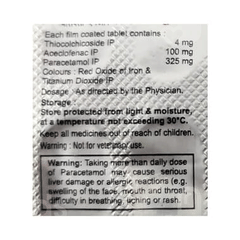 Each film coated tablet contains :
Thiocolchicoside IP 4 mg
Aceclofenac IP 100 mg
Paracetamol IP 325 mg
Colours : Red Oxide of Iron &
Titanium Dioxide IP
Dosage : As directed by the Physician.
Storage :
Store protected from light & moisture,
at a temperature not exceeding 30°C.
Keep all medicines out of reach of children.
Warning : Not for veterinary use.
Warning: Taking more than daily dose
of Paracetamol may cause serious
liver damage or allergic reactions (e.g.
swelling of the face, mouth and throat,
difficulty in breathing, itching or rash.